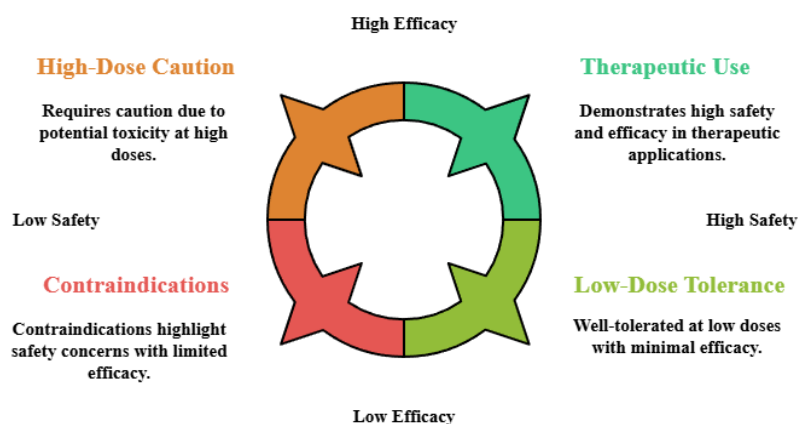 High Efficacy
High-Dose Caution
Requires caution due to
potential toxicity at high
doses.
Therapeutic Use
Demonstrates high safety
and efficacy in therapeutic
applications.
Low Safety
High Safety
Contraindications
Contraindications highlight
safety concerns with limited
efficacy.
Low-Dose Tolerance
Well-tolerated at low doses
with minimal efficacy.
Low Efficacy